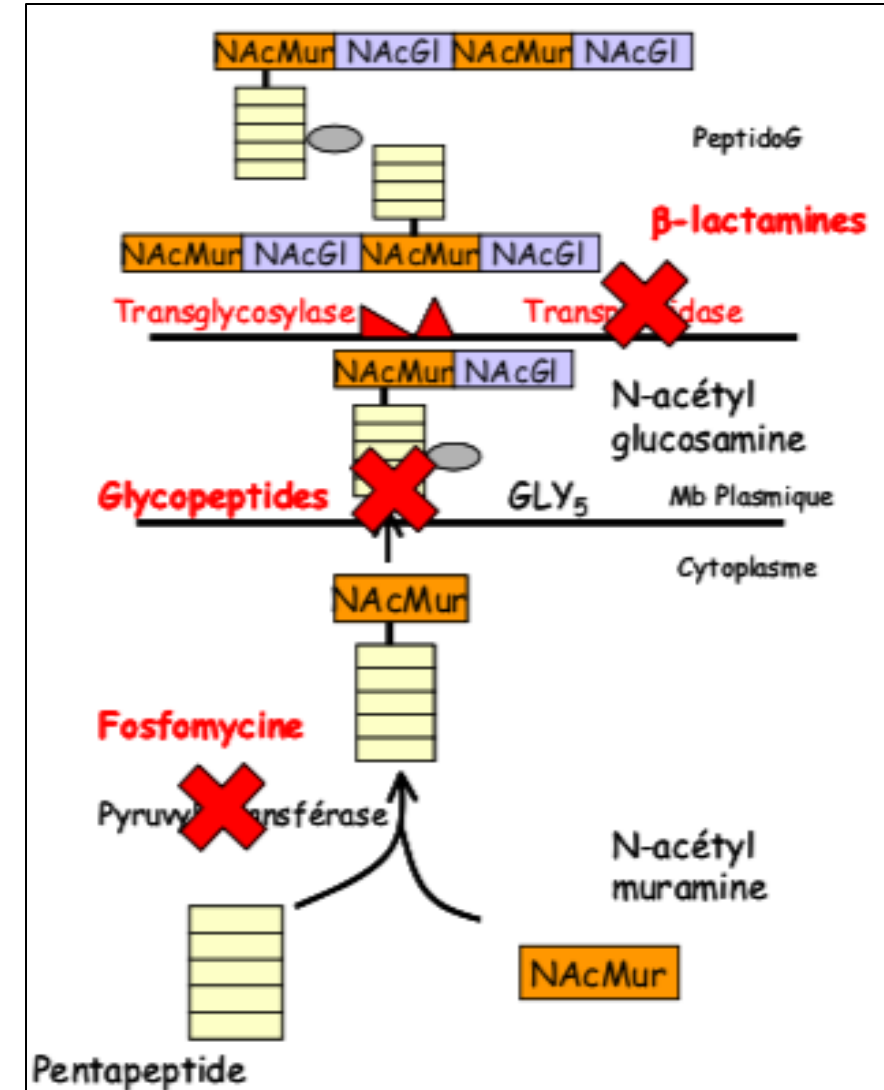 NAcMur NAcGl NAcMur NAcGl
PeptidoG
β-lactamines
NAcMur NAcGl NAcMur NAcGl
Transglycosylase
NAcMur NAcGl
N-acétyl
glucosamine
Glycopeptides
GLY5
Mb Plasmique
Cytoplasme
NAcMur
Fosfomycine
N-acétyl
muramine
NAcMur
Pentapeptide